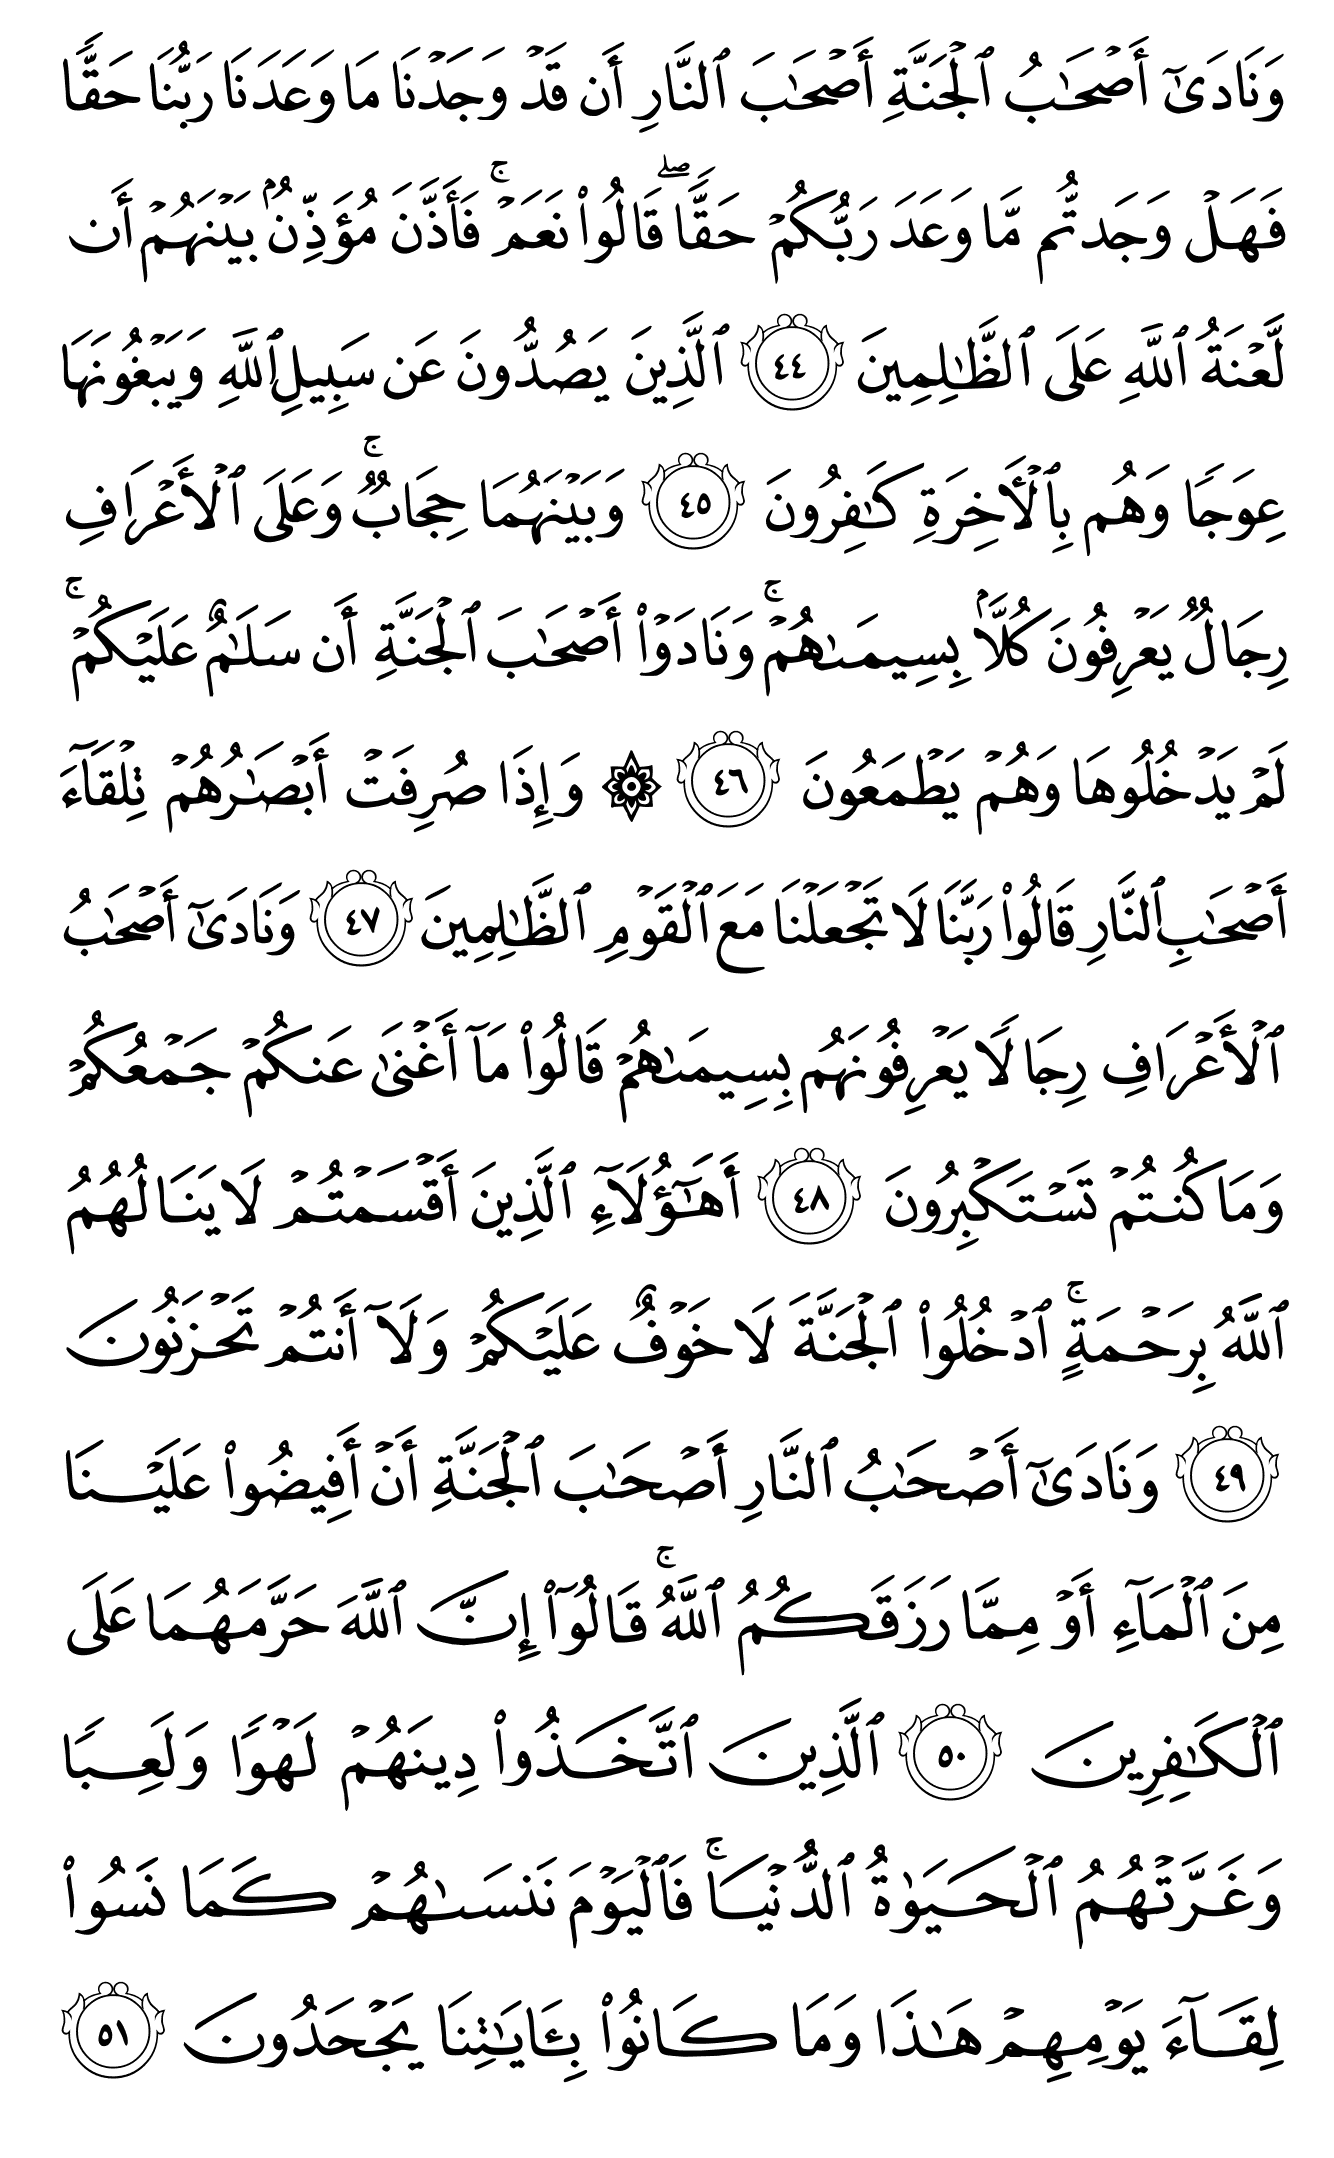 وَنَادَىٰٓ أَصۡحَٰبُ ٱلۡجَنَّةِ أَصۡحَٰبَ ٱلنَّارِ أَن قَدۡ وَجَدۡنَا مَا وَعَدَنَا رَبُّنَا حَقّٗا
فَهَلۡ وَجَدتُّم مَّا وَعَدَ رَبُّكُمۡ حَقّٗاۖ قَالُواْ نَعَمۡۚ فَأَذَّنَ مُؤَذِّنُۢ بَيۡنَهُمۡ أَن
لَّعۡنَةُ ٱللَّهِ عَلَى ٱلظَّٰلِمِينَ ٤٤ ٱلَّذِينَ يَصُدُّونَ عَن سَبِيلِ ٱللَّهِ وَيَبۡغُونَهَا
عِوَجٗا وَهُم بِٱلۡأٓخِرَةِ كَٰفِرُونَ ٤٥ وَبَيۡنَهُمَا حِجَابٞۚ وَعَلَى ٱلۡأَعۡرَافِ
رِجَالٞ يَعۡرِفُونَ كُلَّۢا بِسِيمَىٰهُمۡۚ وَنَادَوۡاْ أَصۡحَٰبَ ٱلۡجَنَّةِ أَن سَلَٰمٌ عَلَيۡكُمۡۚ
لَمۡ يَدۡخُلُوهَا وَهُمۡ يَطۡمَعُونَ ٤٦ ۞ وَإِذَا صُرِفَتۡ أَبۡصَٰرُهُمۡ تِلۡقَآءَ
أَصۡحَٰبِ ٱلنَّارِ قَالُواْ رَبَّنَا لَا تَجۡعَلۡنَا مَعَ ٱلۡقَوۡمِ ٱلظَّٰلِمِينَ ٤٧ وَنَادَىٰٓ أَصۡحَٰبُ
ٱلۡأَعۡرَافِ رِجَالٗا يَعۡرِفُونَهُم بِسِيمَىٰهُمۡ قَالُواْ مَآ أَغۡنَىٰ عَنكُمۡ جَمۡعُكُمۡ
وَمَا كُنتُمۡ تَسۡتَكۡبِرُونَ ٤٨ أَهَٰٓؤُلَآءِ ٱلَّذِينَ أَقۡسَمۡتُمۡ لَا يَنَالُهُمُ
ٱللَّهُ بِرَحۡمَةٍۚ ٱدۡخُلُواْ ٱلۡجَنَّةَ لَا خَوۡفٌ عَلَيۡكُمۡ وَلَآ أَنتُمۡ تَحۡزَنُونَ
٤٩ وَنَادَىٰٓ أَصۡحَٰبُ ٱلنَّارِ أَصۡحَٰبَ ٱلۡجَنَّةِ أَنۡ أَفِيضُواْ عَلَيۡنَا
مِنَ ٱلۡمَآءِ أَوۡ مِمَّا رَزَقَكُمُ ٱللَّهُۚ قَالُوٓاْ إِنَّ ٱللَّهَ حَرَّمَهُمَا عَلَى
ٱلۡكَٰفِرِينَ ٥٠ ٱلَّذِينَ ٱتَّخَذُواْ دِينَهُمۡ لَهۡوٗا وَلَعِبٗا
وَغَرَّتۡهُمُ ٱلۡحَيَوٰةُ ٱلدُّنۡيَاۚ فَٱلۡيَوۡمَ نَنسَىٰهُمۡ كَمَا نَسُواْ
لِقَآءَ يَوۡمِهِمۡ هَٰذَا وَمَا كَانُواْ بِـَٔايَٰتِنَا يَجۡحَدُونَ ٥١